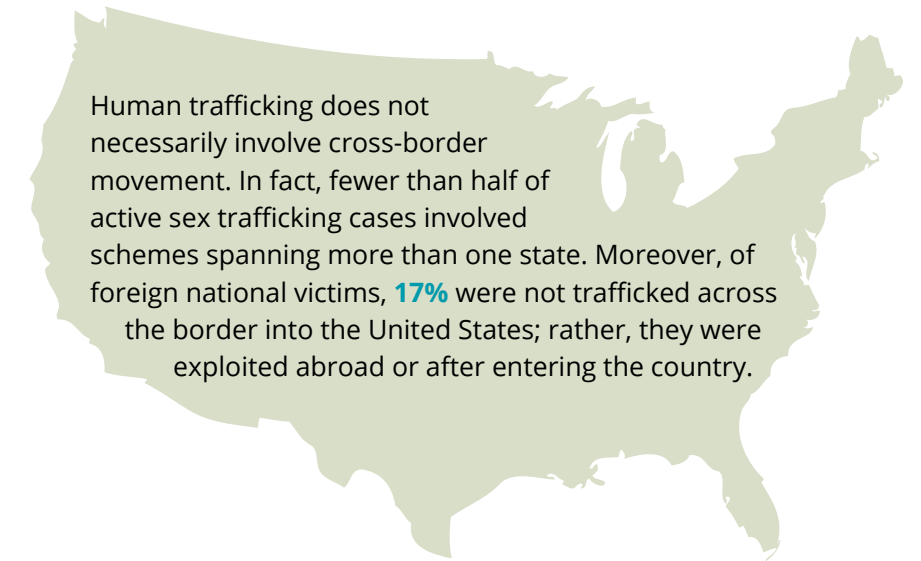 Human trafficking does not
necessarily involve cross-border
movement. In fact, fewer than half of
active sex trafficking cases involved
schemes spanning more than one state. Moreover, of
foreign national victims, 17% were not trafficked across
the border into the United States; rather, they were
exploited abroad or after entering the country.